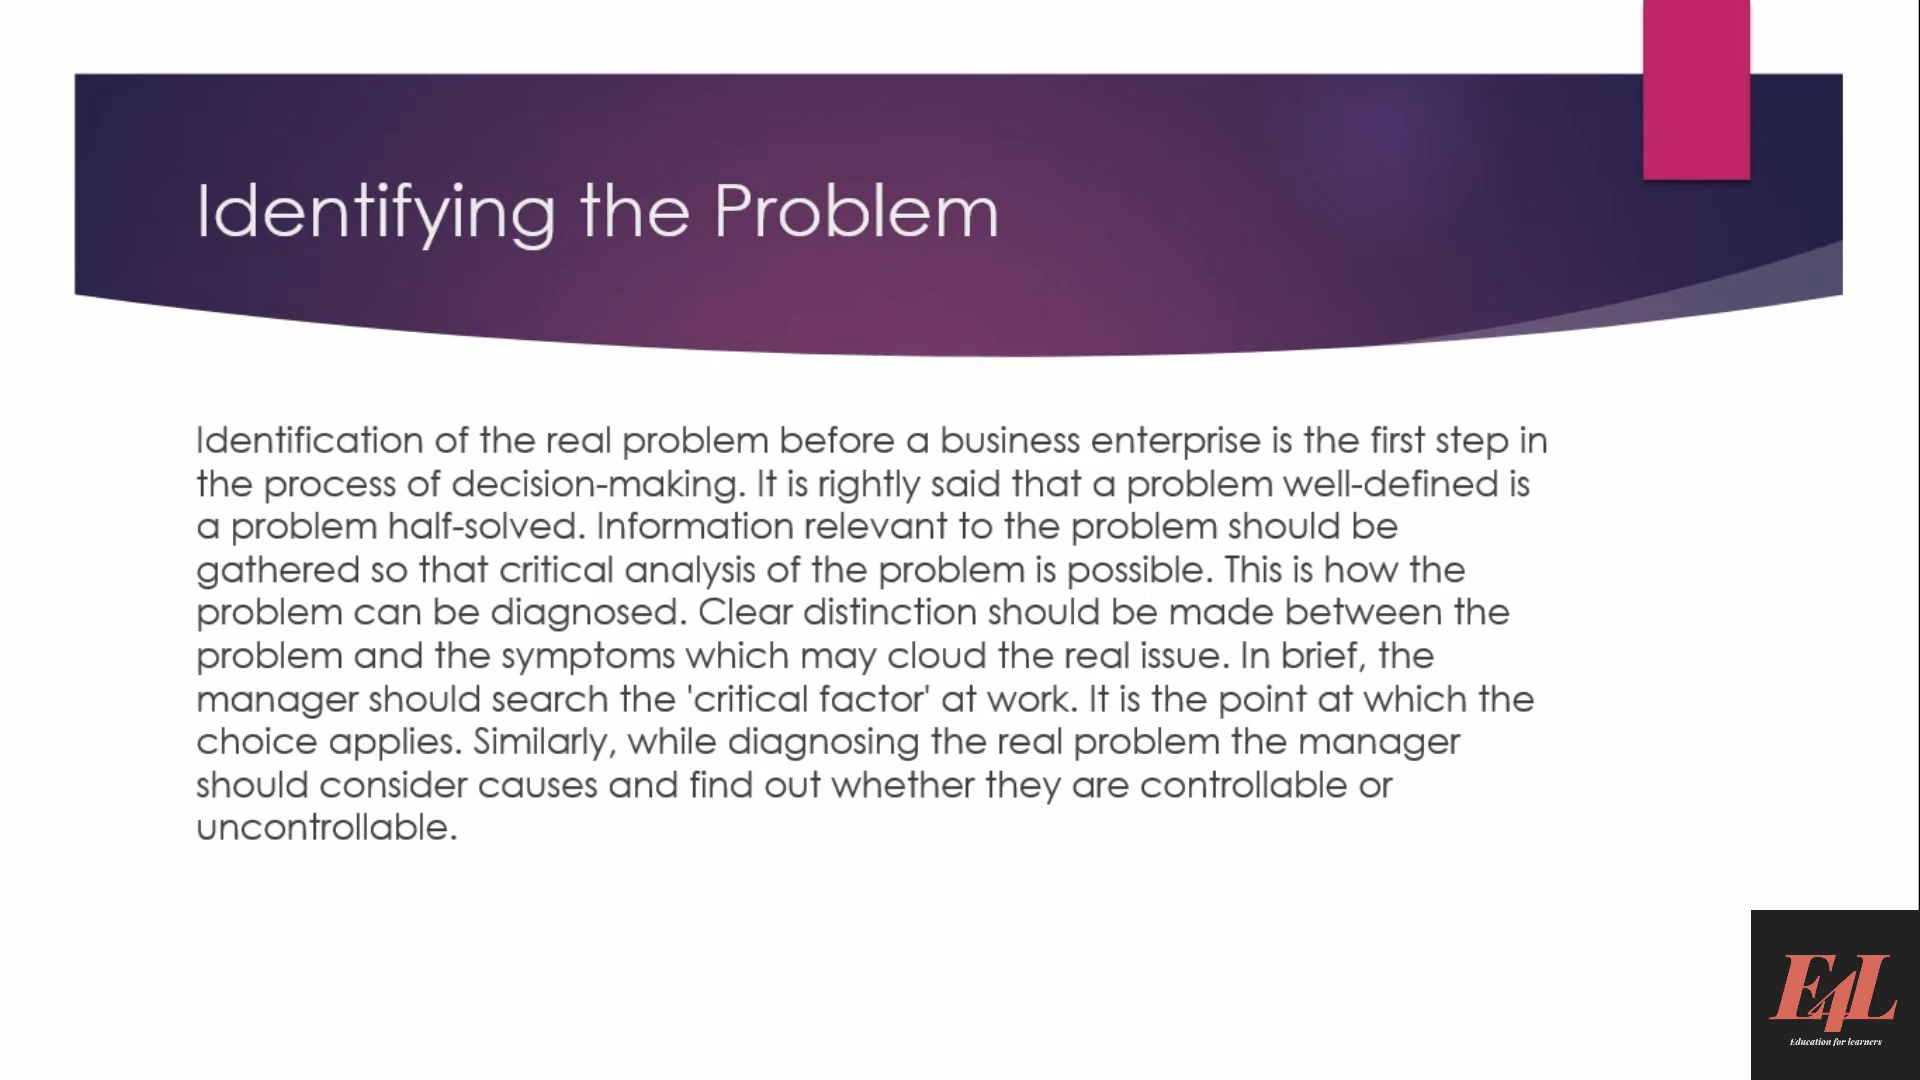 Identifying the Problem
Identification of the real problem before a business enterprise is the first step in
the process of decision-making. It is rightly said that a problem well-defined is
a problem half-solved. Information relevant to the problem should be
gathered so that critical analysis of the problem is possible. This is how the
problem can be diagnosed. Clear distinction should be made between the
problem and the symptoms which may cloud the real issue. In brief, the
manager should search the 'critical factor' at work. It is the point at which the
choice applies. Similarly, while diagnosing the real problem the manager
should consider causes and find out whether they are controllable or
uncontrollable.
E4L
Education for learners